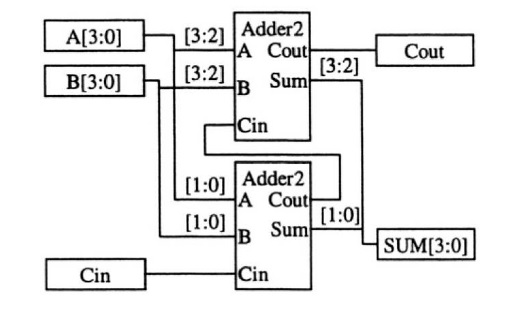 Adder2
A[3:0]
[3:2]
A
Cout
Cout
B[3:0]
[3:2]
B
Sum
[3:2]
Cin
Adder2
[1:0]
A
Cout
[1:0]
B
Sum
[1:0]
SUM[3:0]
Cin
Cin